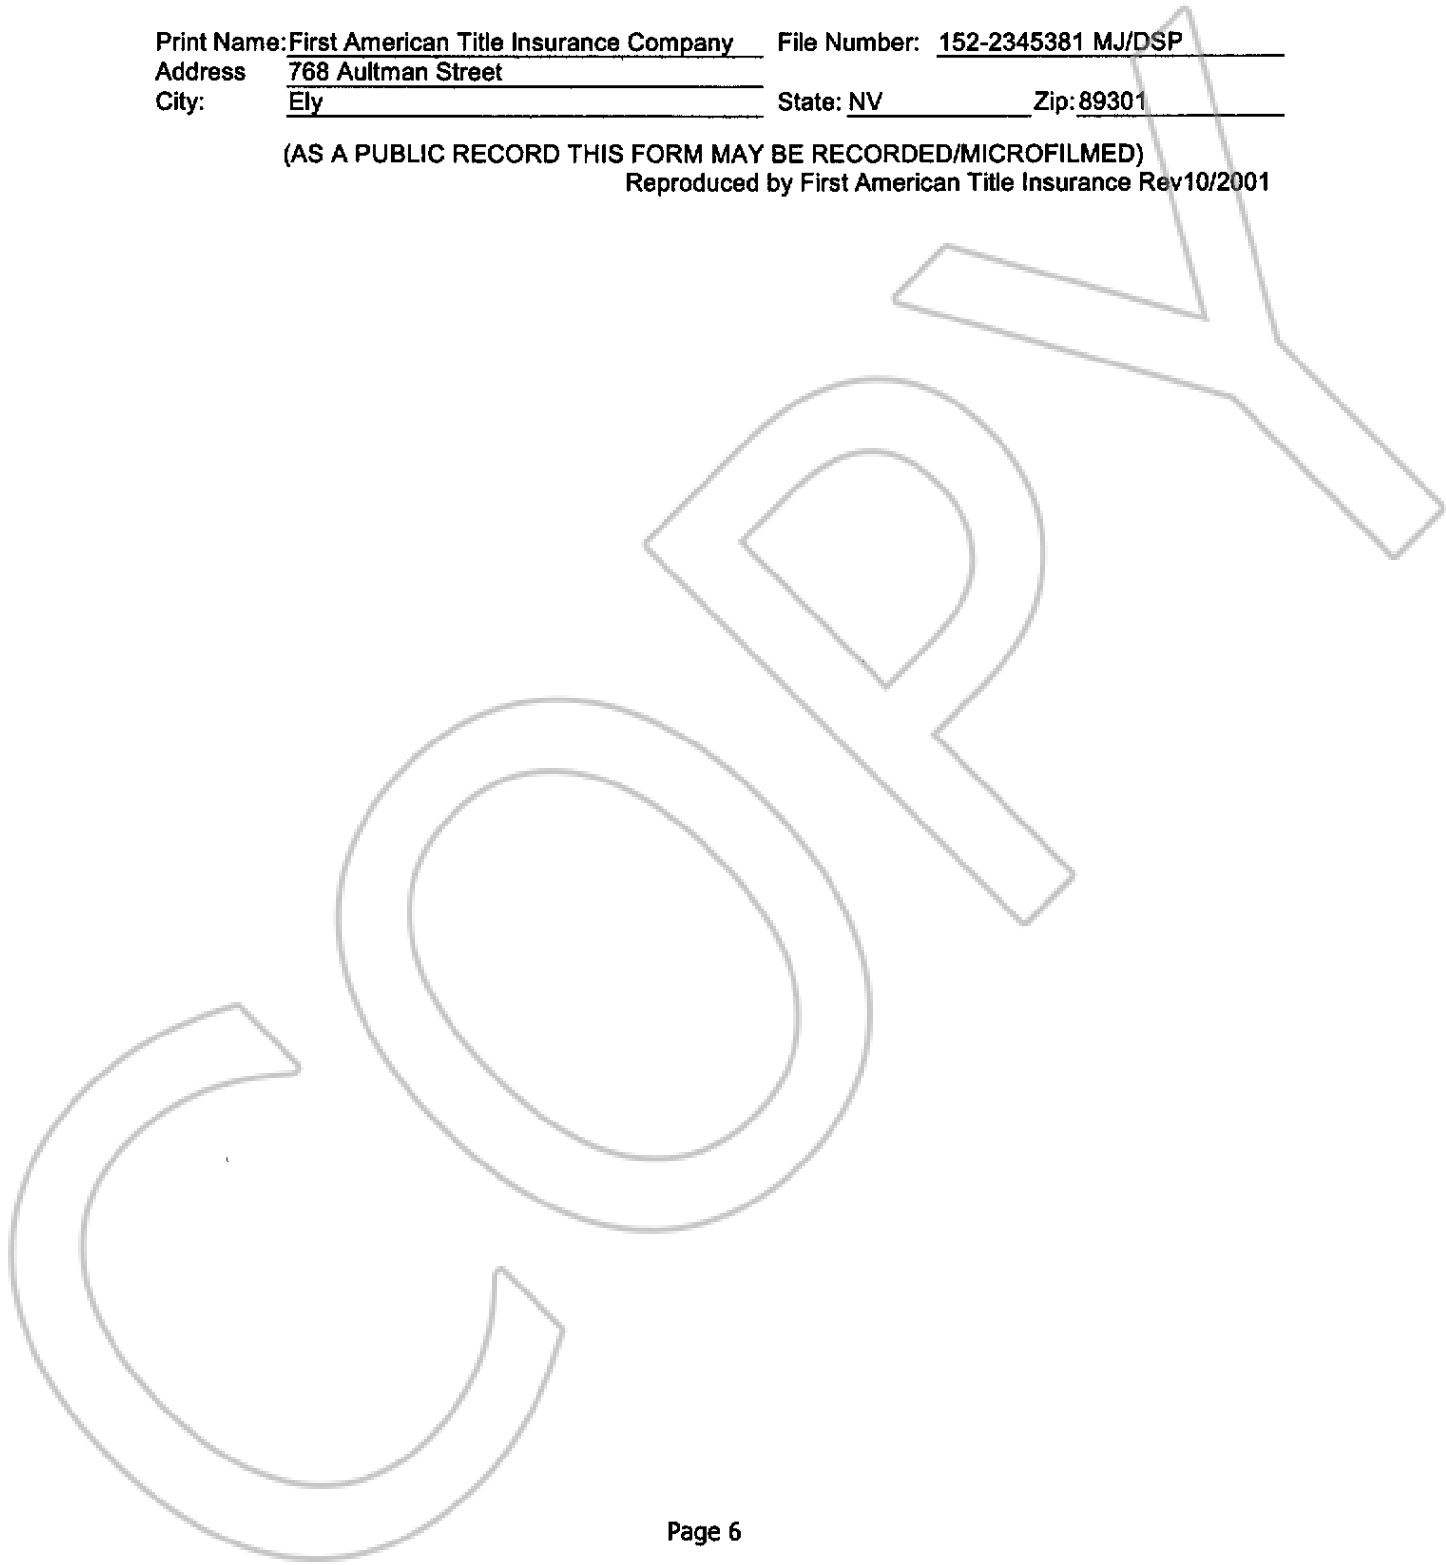 Print Name: First American Title Insurance Company File Number: 152-2345381 MJ/DSP
Address 768 Aultman Street
City: Ely State: NV Zip: 89301
(AS A PUBLIC RECORD THIS FORM MAY BE RECORDED/MICROFILMED)
Reproduced by First American Title Insurance Rev10/2001
COPY
Page 6